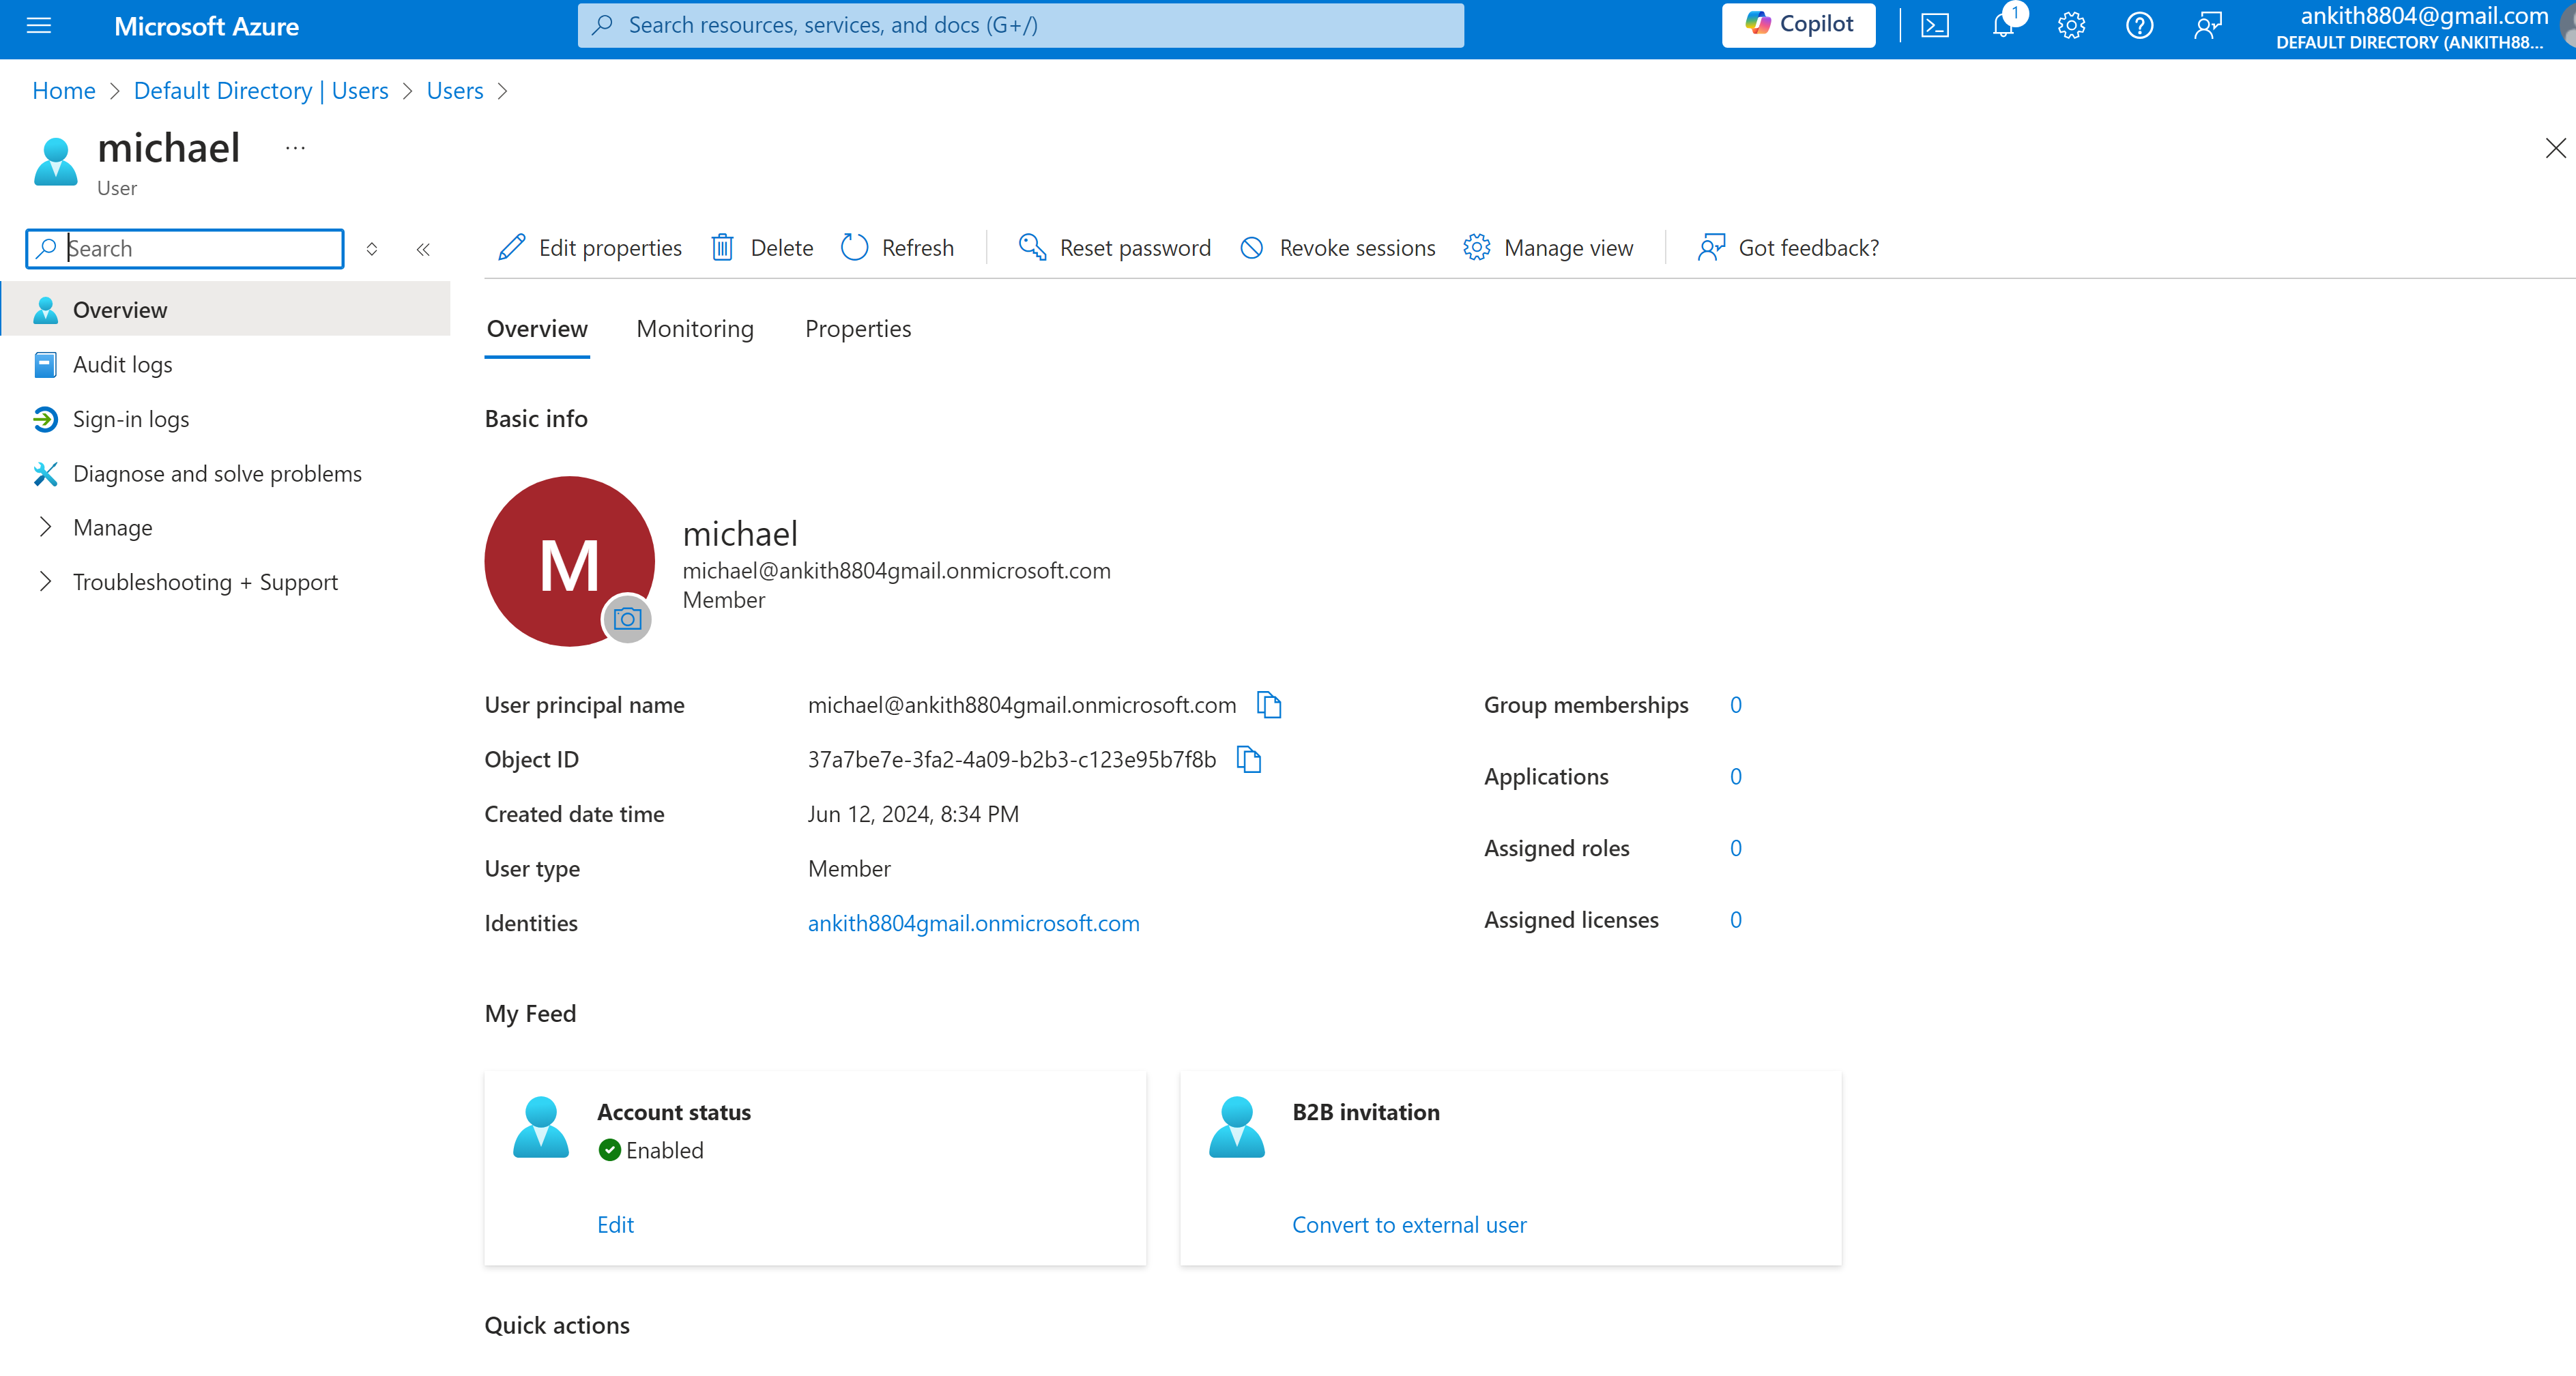 Microsoft Azure
Search resources, services, and docs (G+/)
Copilot
1
ankith8804@gmail.com
DEFAULT DIRECTORY (ANKITH88...
Home > Default Directory | Users > Users >
michael ...
User
Search
Edit properties Delete Refresh Reset password Revoke sessions Manage view Got feedback?
Overview
Audit logs
Sign-in logs
Diagnose and solve problems
Manage
Troubleshooting + Support
Overview Monitoring Properties
Basic info
M
michael
michael@ankith8804gmail.onmicrosoft.com
Member
User principal name michael@ankith8804gmail.onmicrosoft.com
Object ID 37a7be7e-3fa2-4a09-b2b3-c123e95b7f8b
Created date time Jun 12, 2024, 8:34 PM
User type Member
Identities ankith8804gmail.onmicrosoft.com
Group memberships 0
Applications 0
Assigned roles 0
Assigned licenses 0
My Feed
Account status
Enabled
Edit
B2B invitation
Convert to external user
Quick actions